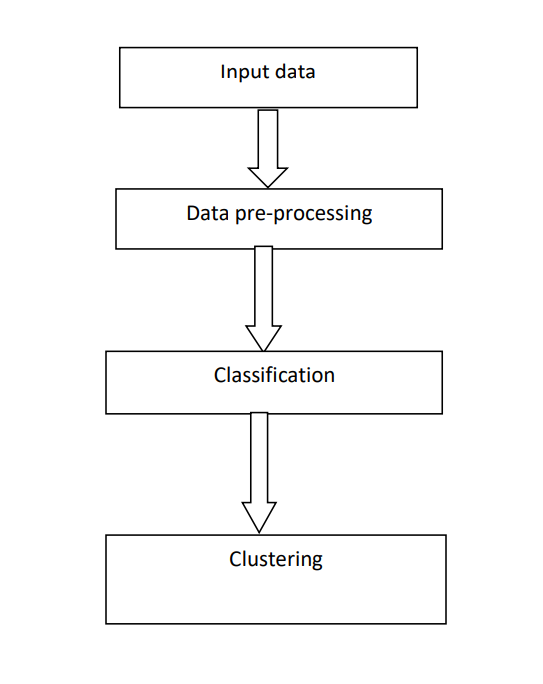 Input data
Data pre-processing
Classification
Clustering